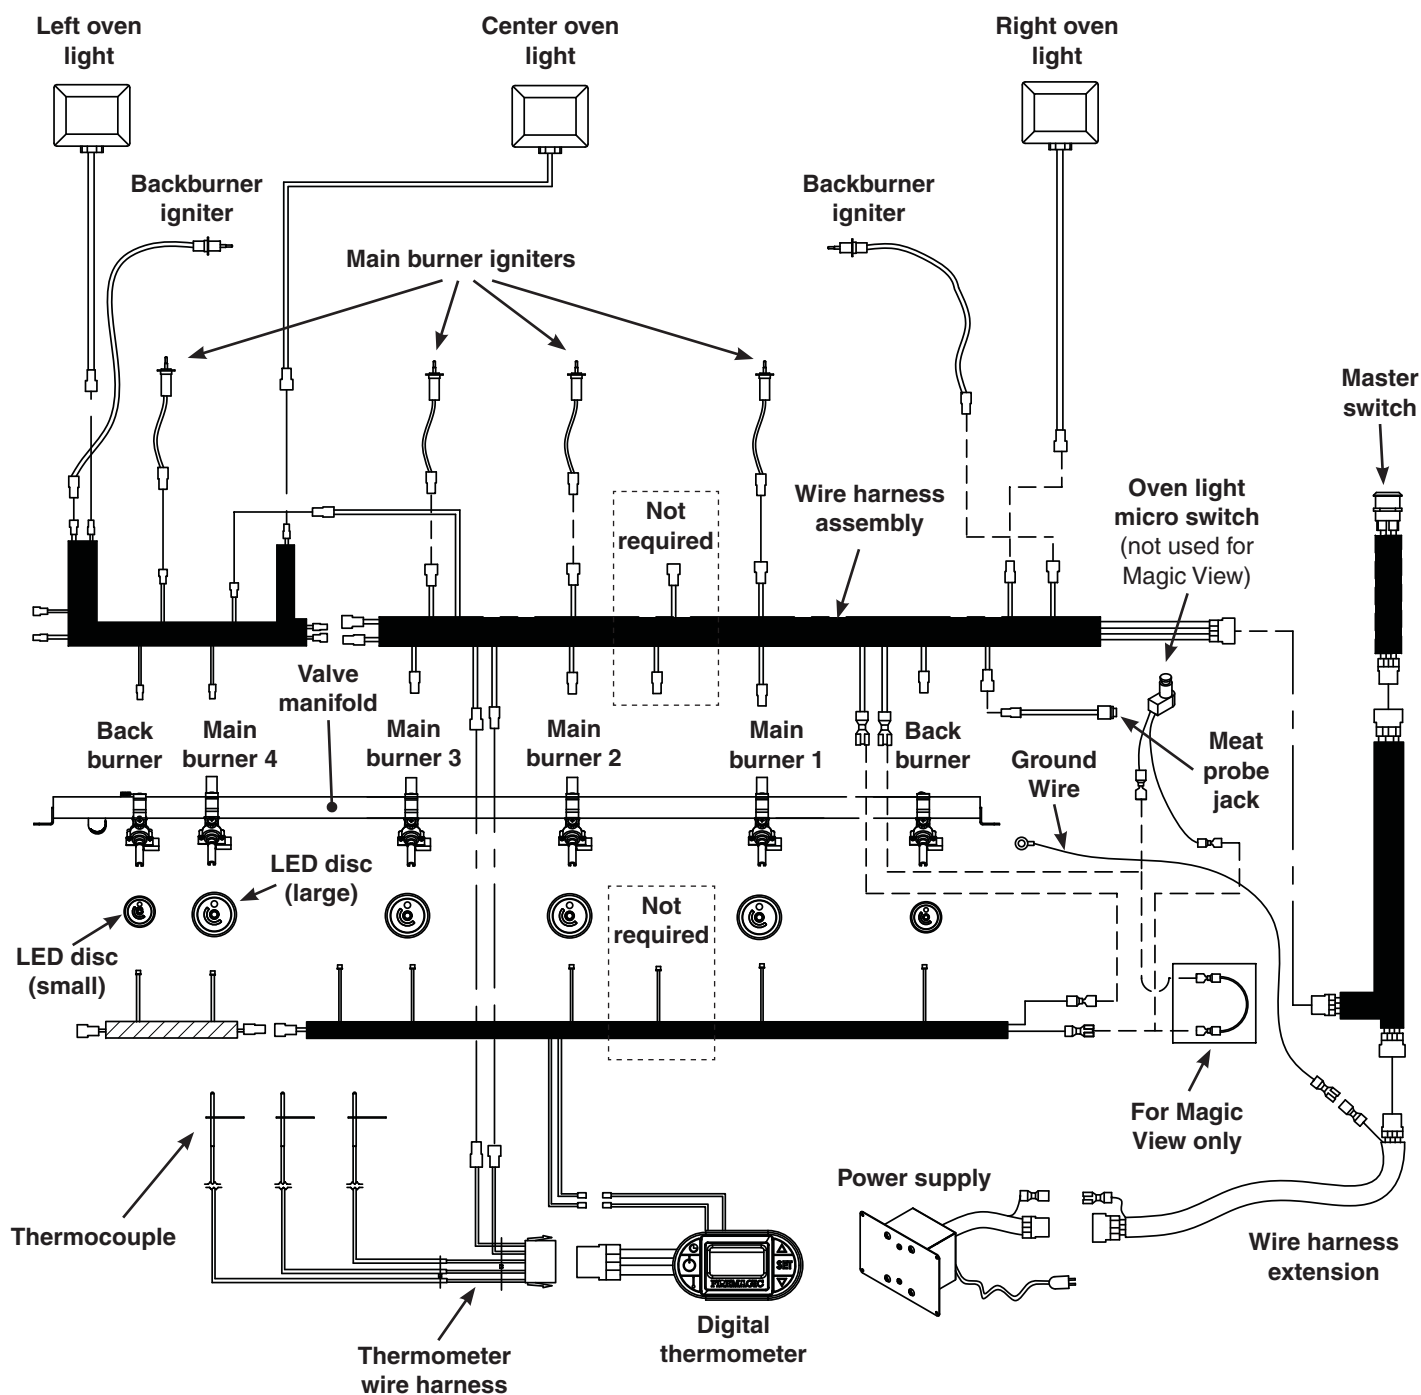 Left oven
light
Center oven
light
Right oven
light
Backburner
igniter
Backburner
igniter
Main burner igniters
Master
switch
Wire harness
assembly
Oven light
micro switch
(not used for
Magic View)
Not
required
Valve
manifold
Back
burner
Main
burner 4
Main
burner 3
Main
burner 2
Main
burner 1
Back
burner
Meat
probe
jack
Ground
Wire
LED disc
(large)
LED disc
(small)
Not
required
For Magic
View only
Thermocouple
Power supply
SET
Wire harness
extension
Digital
thermometer
Thermometer
wire harness